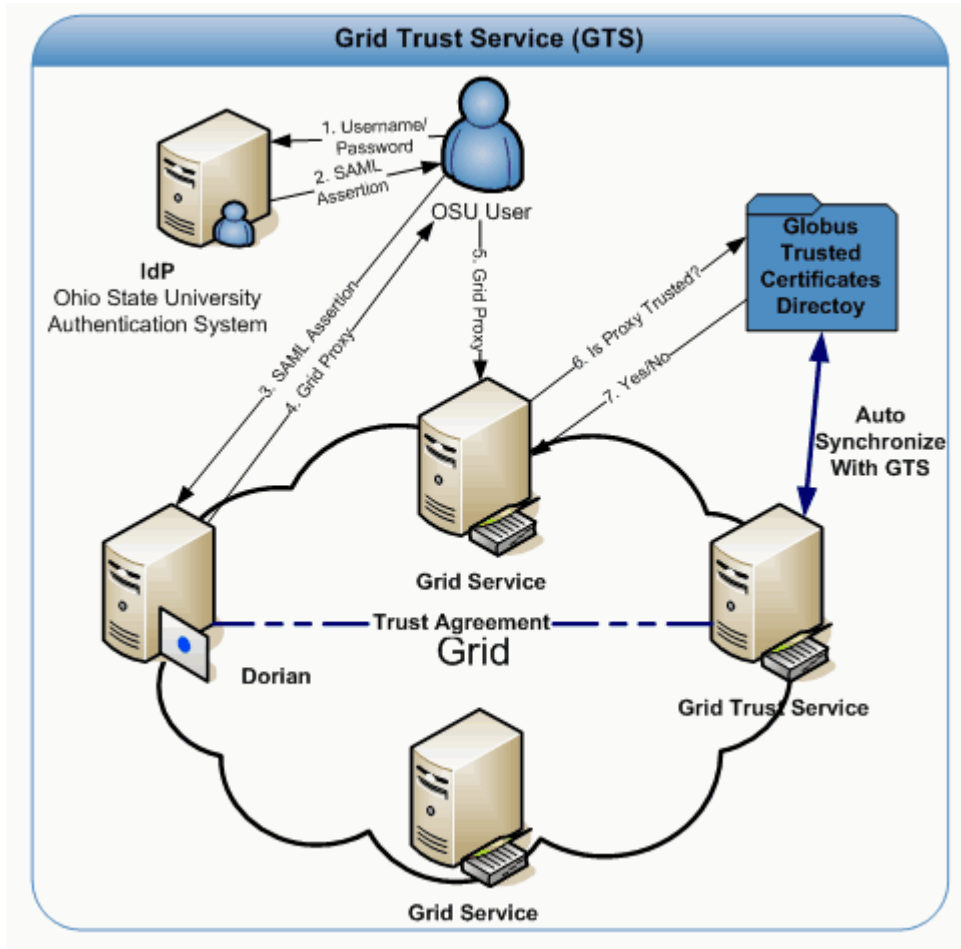 Grid Trust Service (GTS)
1. Username/
Password
2. SAML
Assertion
OSU User
IdP
Ohio State University
Authentication System
Globus
Trusted
Certificates
Directoy
3. SAML Assertion
4. Grid Proxy
5. Grid Proxy
6. Is Proxy Trusted?
7. Yes/No
Auto
Synchronize
With GTS
Grid Service
Trust Agreement
Grid
Dorian
Grid Trust Service
Grid Service